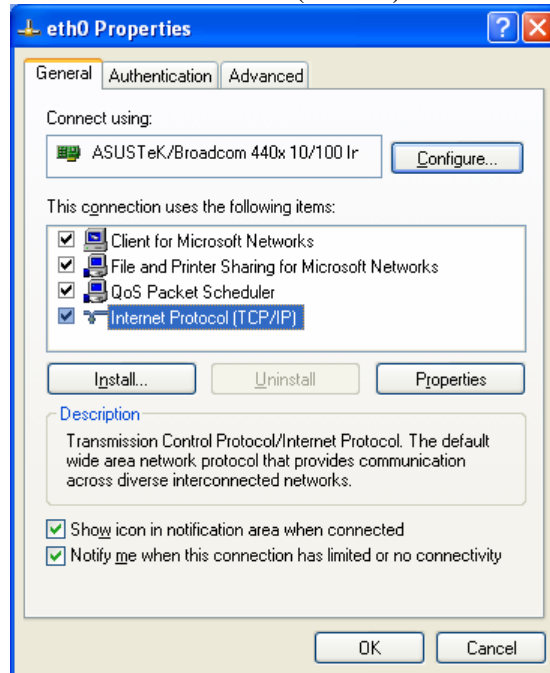 eth0 Properties
General Authentication Advanced
Connect using:
ASUSTeK/Broadcom 440x 10/100 In
Configure...
This connection uses the following items:
Client for Microsoft Networks
File and Printer Sharing for Microsoft Networks
QoS Packet Scheduler
Internet Protocol (TCP/IP)
Install... Uninstall Properties
Description
Transmission Control Protocol/Internet Protocol. The default
wide area network protocol that provides communication
across diverse interconnected networks.
Show icon in notification area when connected
Notify me when this connection has limited or no connectivity
OK Cancel